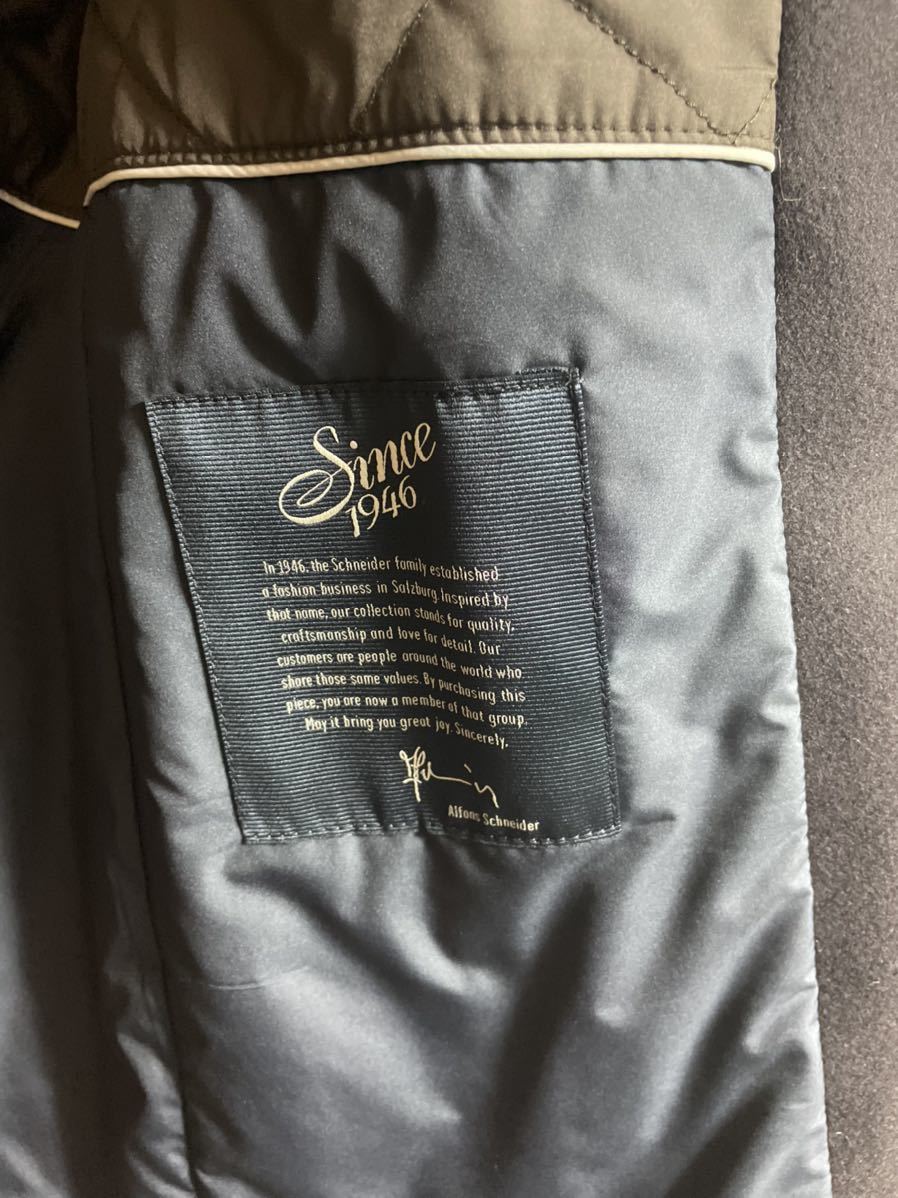 Since
1946
In 1946, the Schneider family established
a fashion business in Salzburg. Inspired by
that name, our collection stands for quality,
craftsmanship and love for detail. Our
customers are people around the world who
share those same values. By purchasing this
piece, you are now a member of that group.
May it bring you great joy. Sincerely,
Alfons Schneider